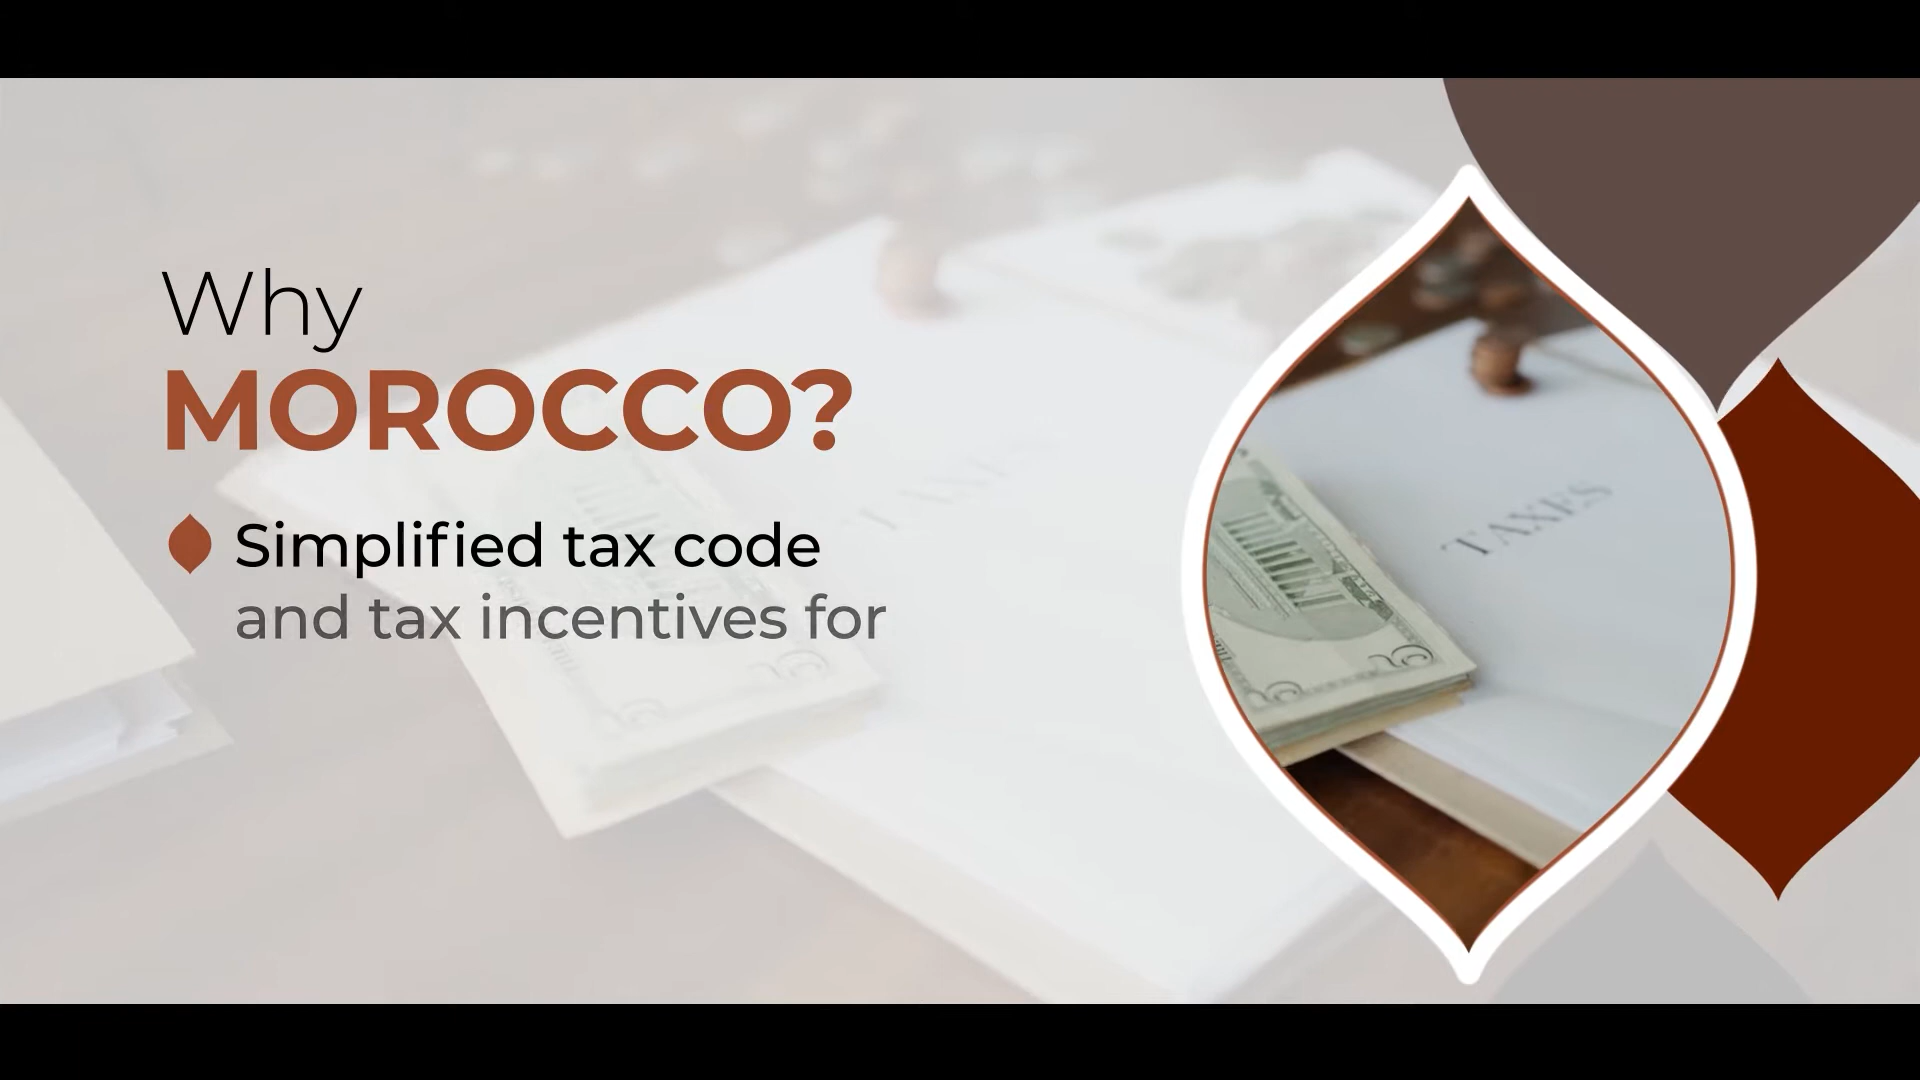 Why
MOROCCO?
Simplified tax code
and tax incentives for
TAXES